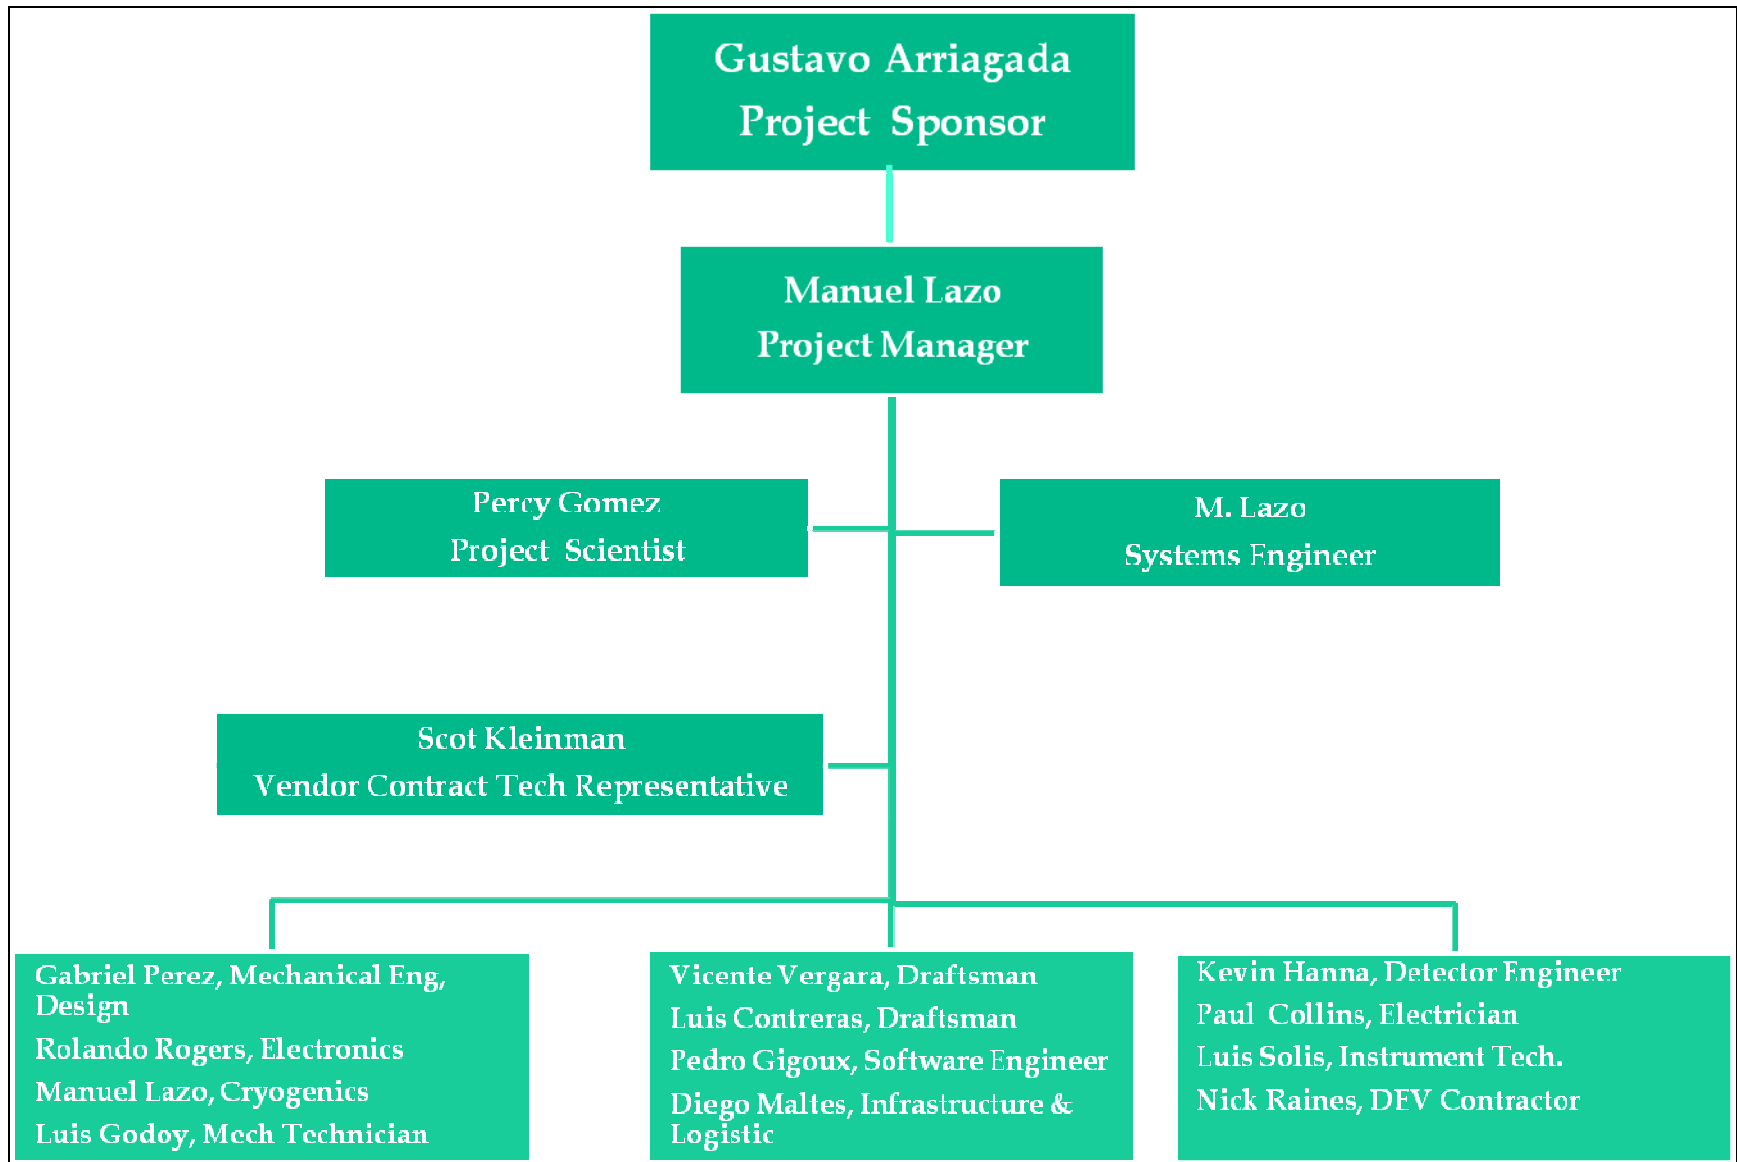 Gustavo Arriagada
Project Sponsor
Manuel Lazo
Project Manager
Percy Gomez
Project Scientist
M. Lazo
Systems Engineer
Scot Kleinman
Vendor Contract Tech Representative
Gabriel Perez, Mechanical Eng,
Design
Rolando Rogers, Electronics
Manuel Lazo, Cryogenics
Luis Godoy, Mech Technician
Vicente Vergara, Draftsman
Luis Contreras, Draftsman
Pedro Gigoux, Software Engineer
Diego Maltes, Infrastructure &
Logistic
Kevin Hanna, Detector Engineer
Paul Collins, Electrician
Luis Solis, Instrument Tech.
Nick Raines, DFV Contractor